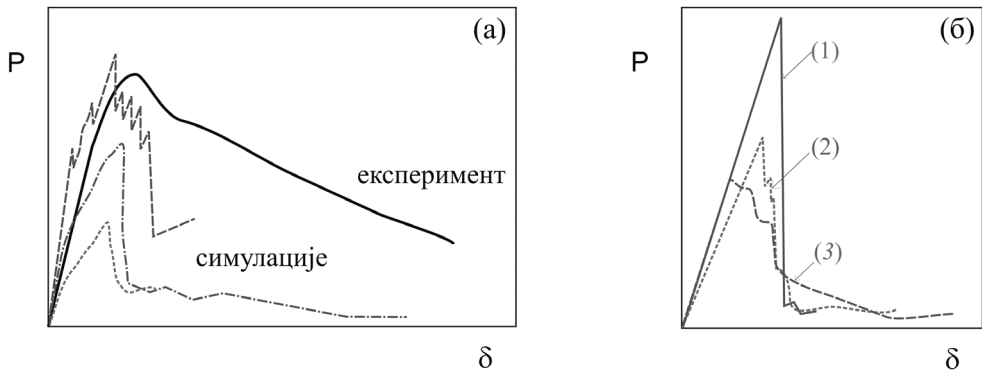 (а)
P
експеримент
симулације
δ
(б)
P
(1)
(2)
(3)
δ